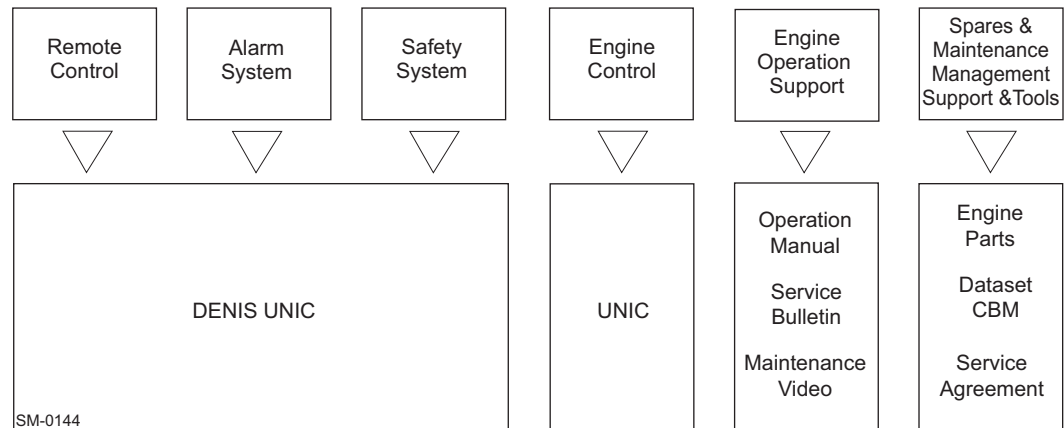 Remote
Control
Alarm
System
Safety
System
Engine
Control
Engine
Operation
Support
Spares &
Maintenance
Management
Support &Tools
DENIS UNIC
UNIC
Operation
Manual
Service
Bulletin
Maintenance
Video
Engine
Parts
Dataset
CBM
Service
Agreement
SM-0144